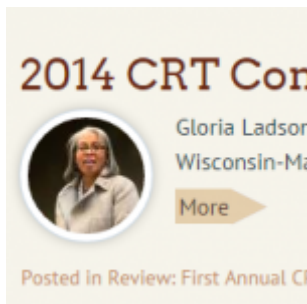 2014 CRT Con
Gloria Ladson
Wisconsin-Ma
More
Posted in Review: First Annual C